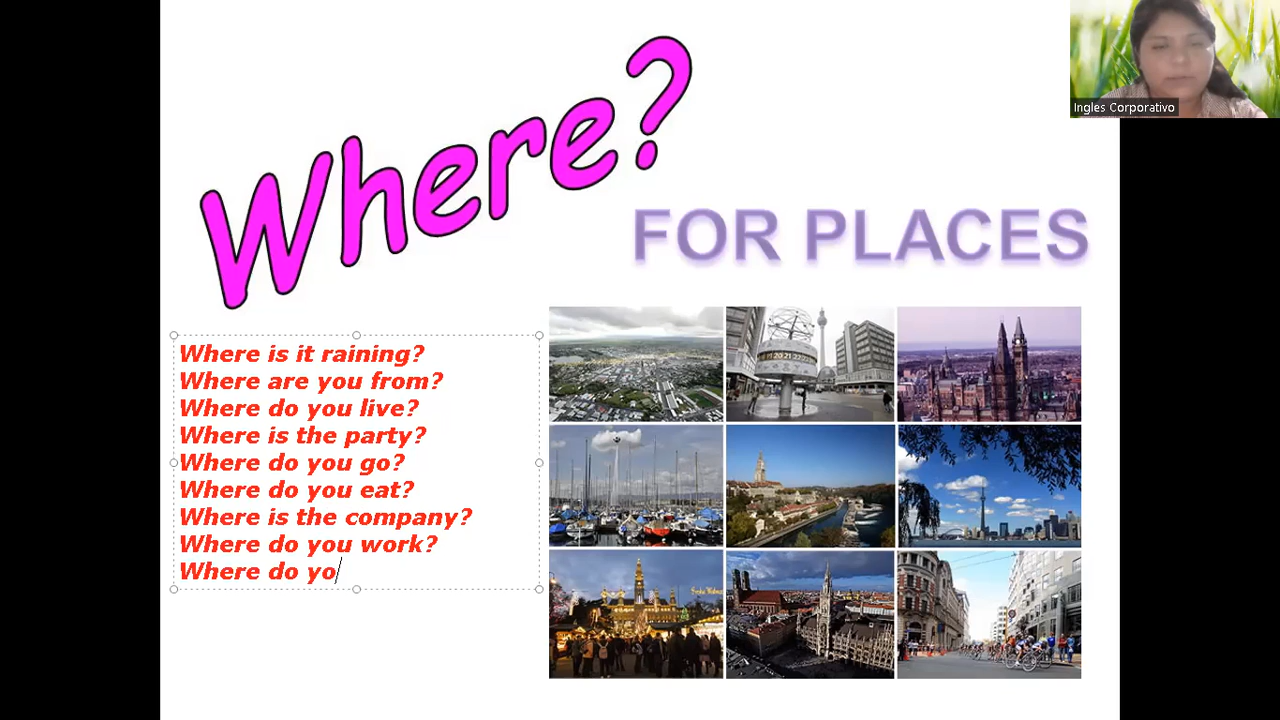 Where?
FOR PLACES
Where is it raining?
Where are you from?
Where do you live?
Where is the party?
Where do you go?
Where do you eat?
Where is the company?
Where do you work?
Where do yo
Ingles Corporativo